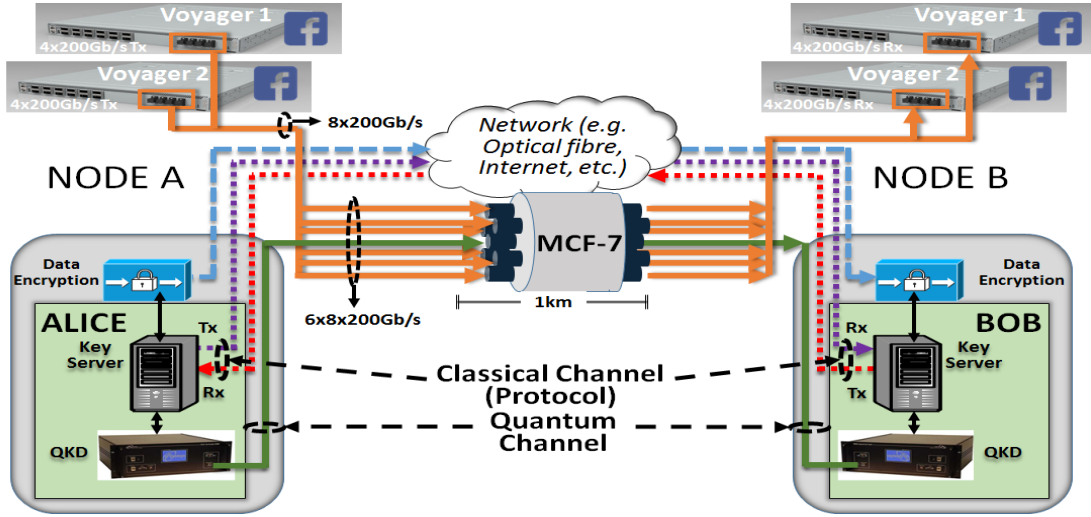 Voyager 1
4x200Gb/s Tx
Voyager 2
4x200Gb/s Tx
8x200Gb/s
Network (e.g.
Optical fibre,
Internet, etc.)
Voyager 1
4x200Gb/s Rx
Voyager 2
4x200Gb/s Rx
NODE A
NODE B
MCF-7
1km
6x8x200Gb/s
Data
Encryption
ALICE
Key
Server
Tx
Rx
QKD
Classical Channel
(Protocol)
Quantum
Channel
Data
Encryption
BOB
Key
Server
Rx
Tx
QKD